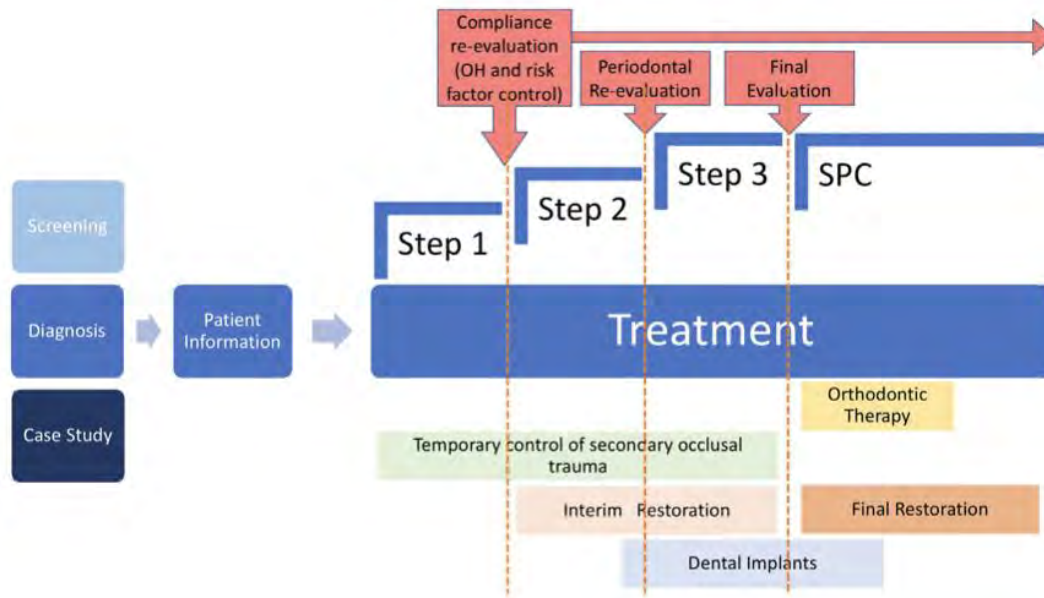 Compliance
re-evaluation
(OH and risk
factor control)
Periodontal
Re-evaluation
Final
Evaluation
Step 1
Step 2
Step 3
SPC
Screening
Diagnosis
Case Study
Patient
Information
Treatment
Orthodontic
Therapy
Temporary control of secondary occlusal
trauma
Interim Restoration
Final Restoration
Dental Implants